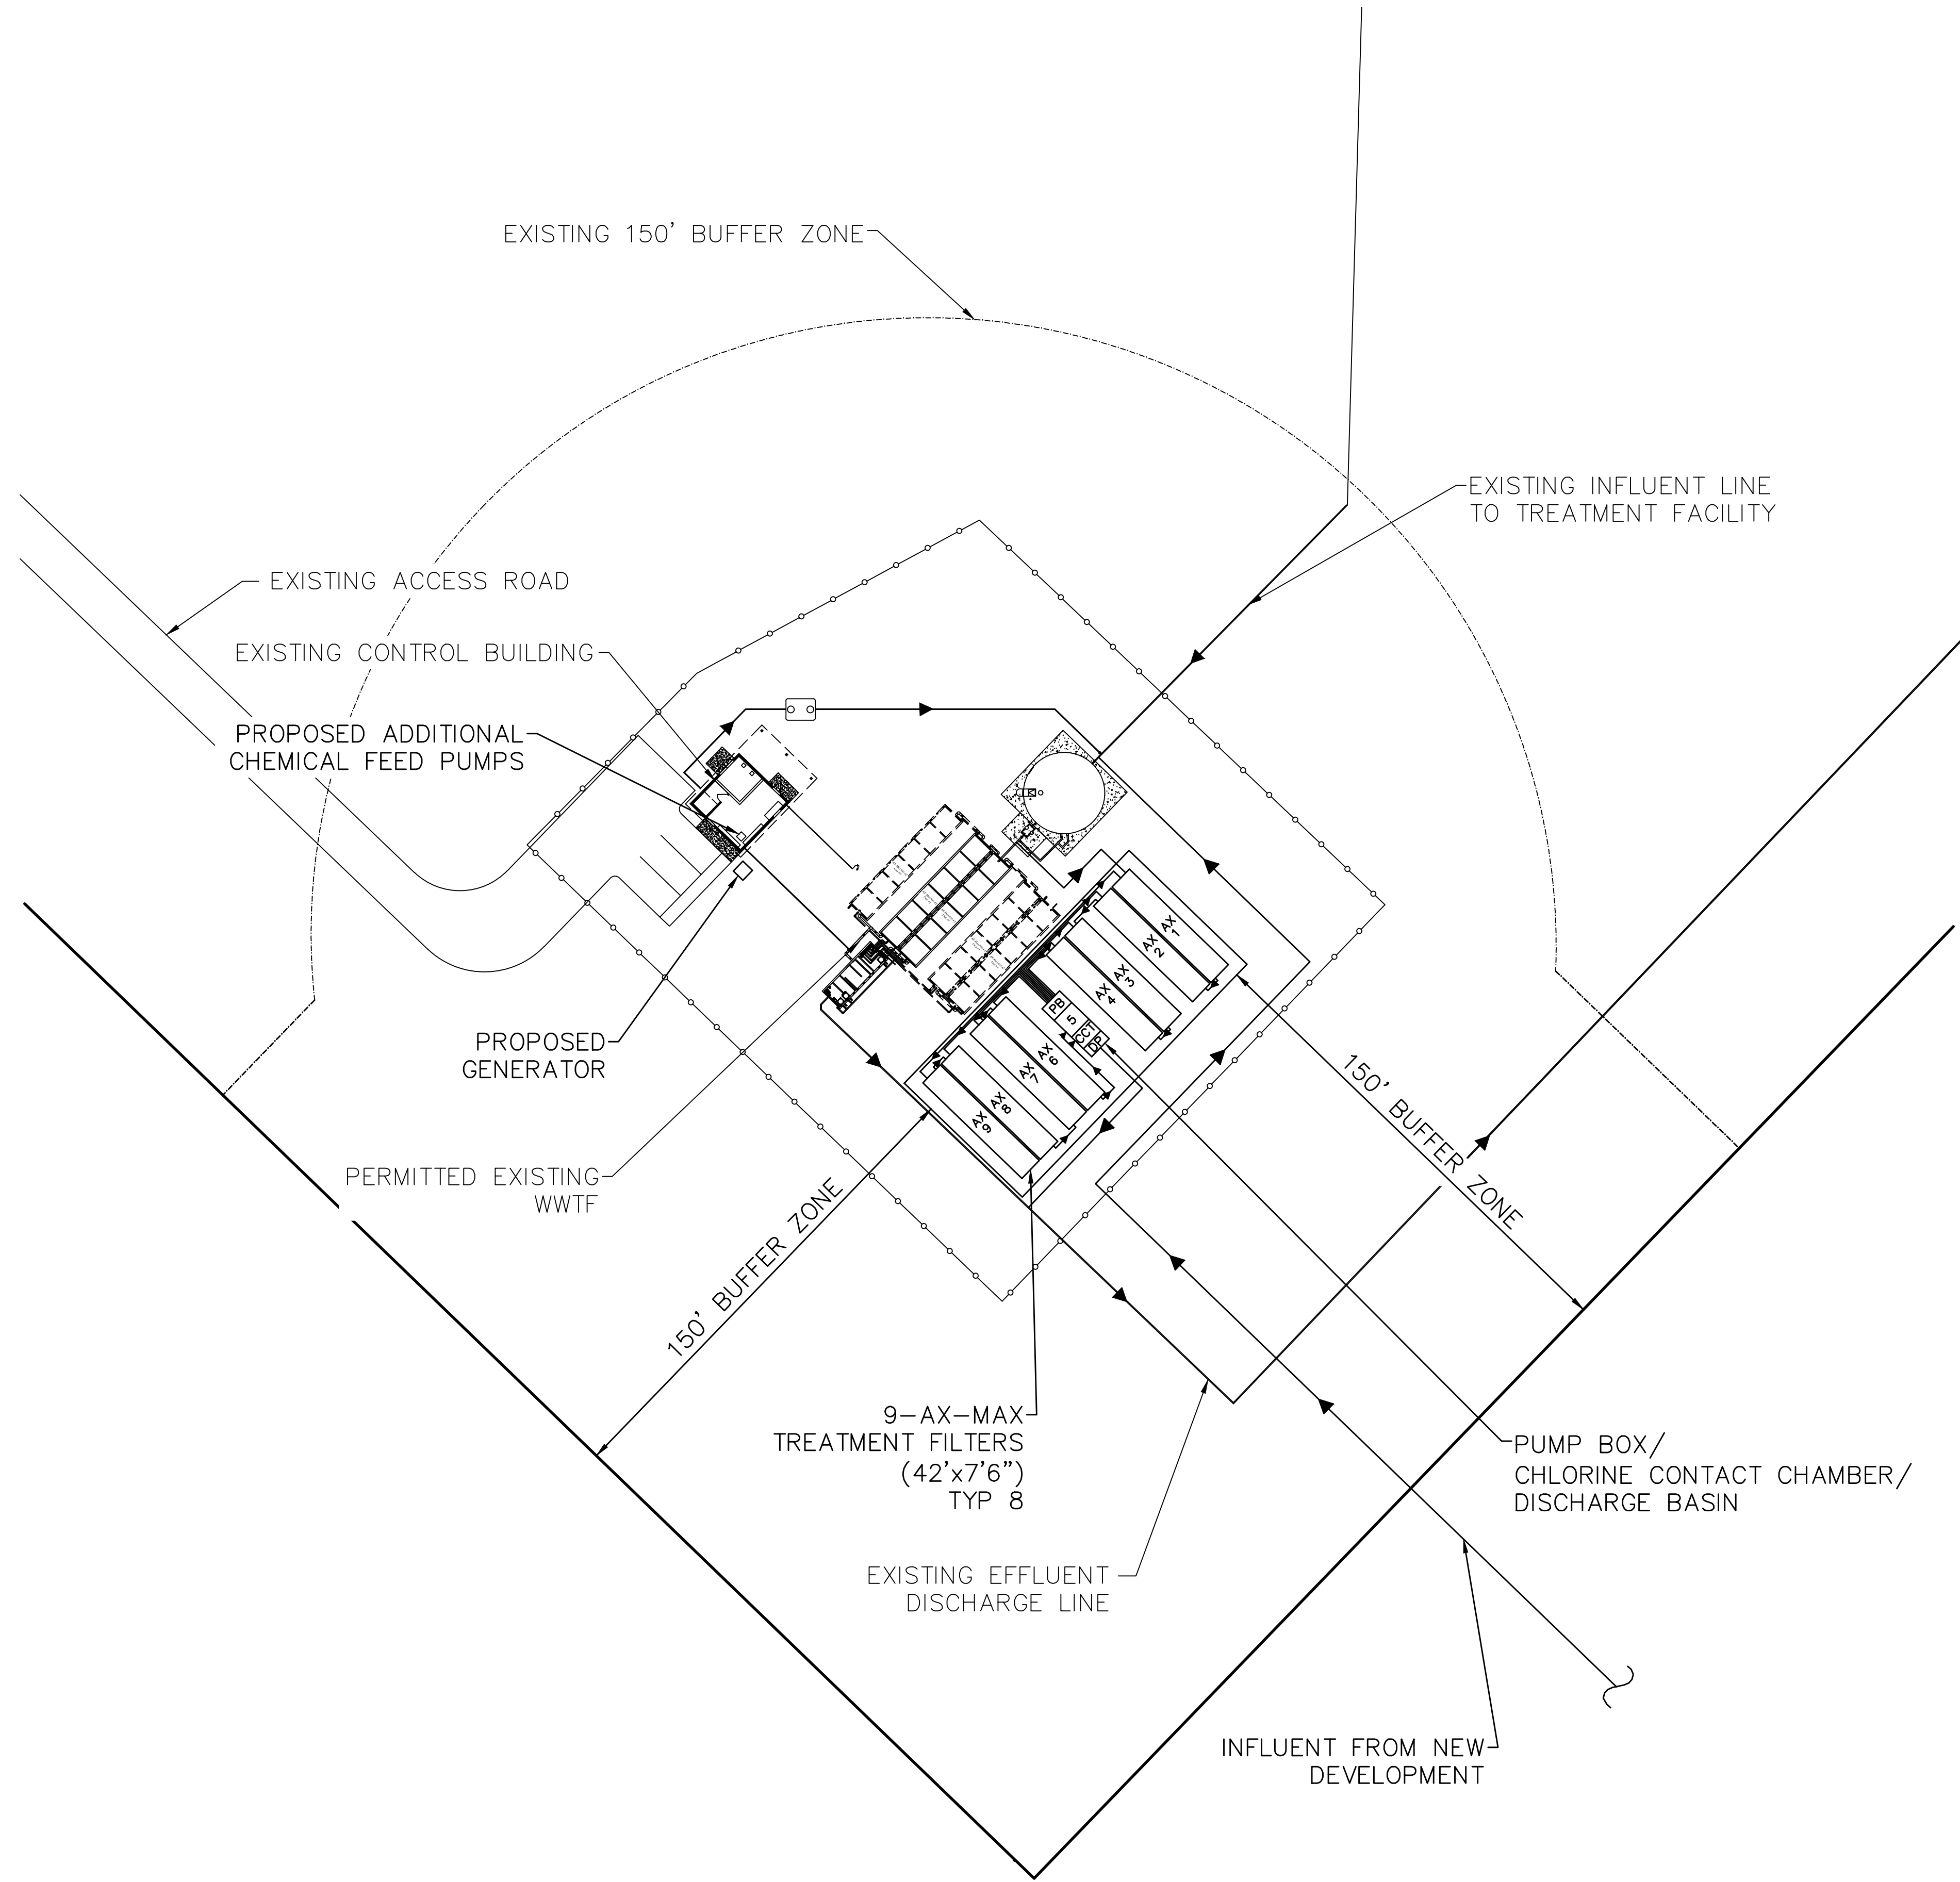 EXISTING 150' BUFFER ZONE
EXISTING INFLUENT LINE
TO TREATMENT FACILITY
EXISTING ACCESS ROAD
EXISTING CONTROL BUILDING
PROPOSED ADDITIONAL
CHEMICAL FEED PUMPS
AX
1
AX
2
AX
3
AX
4
PB
5
CCT
DP
AX
6
AX
7
AX
8
AX
9
PROPOSED
GENERATOR
PERMITTED EXISTING
WWTF
150' BUFFER ZONE
150' BUFFER ZONE
9-AX-MAX
TREATMENT FILTERS
(42'x7'6")
TYP 8
PUMP BOX/
CHLORINE CONTACT CHAMBER/
DISCHARGE BASIN
EXISTING EFFLUENT
DISCHARGE LINE
INFLUENT FROM NEW
DEVELOPMENT